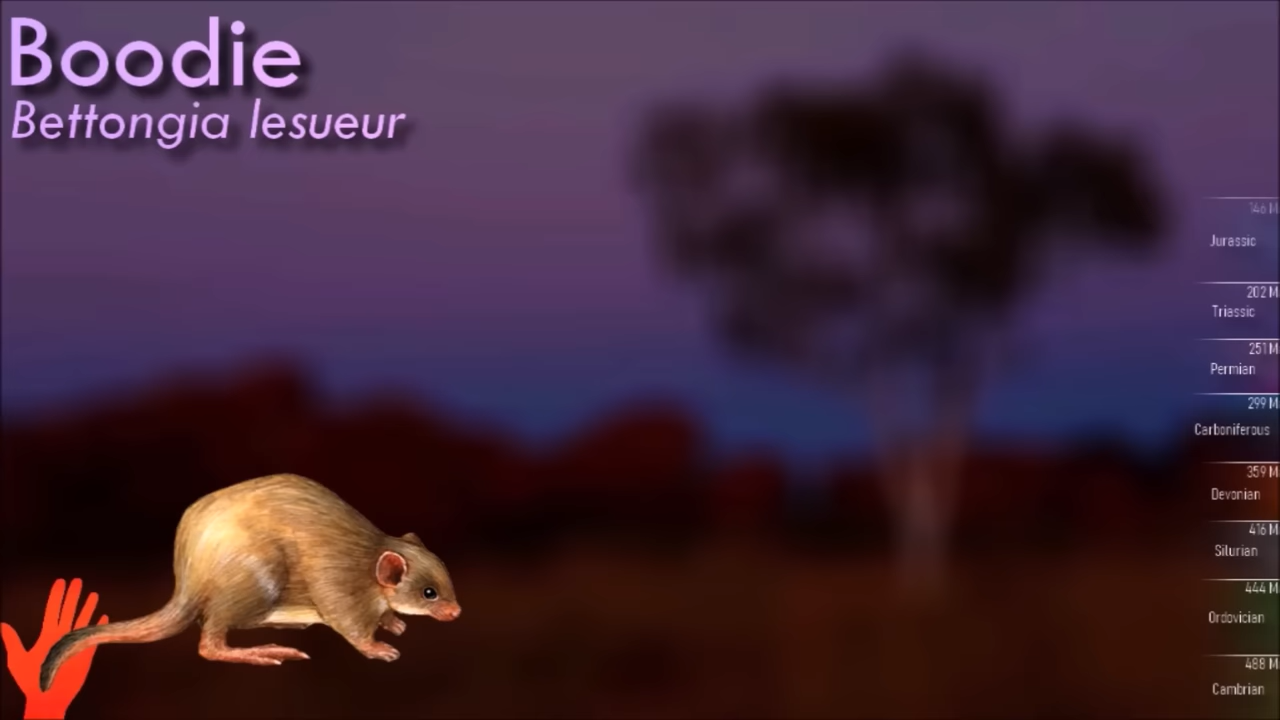 Boodie
Bettongia lesueur
146 M
Jurassic
202 M
Triassic
251 M
Permian
299 M
Carboniferous
359 M
Devonian
416 M
Silurian
444 M
Ordovician
488 M
Cambrian